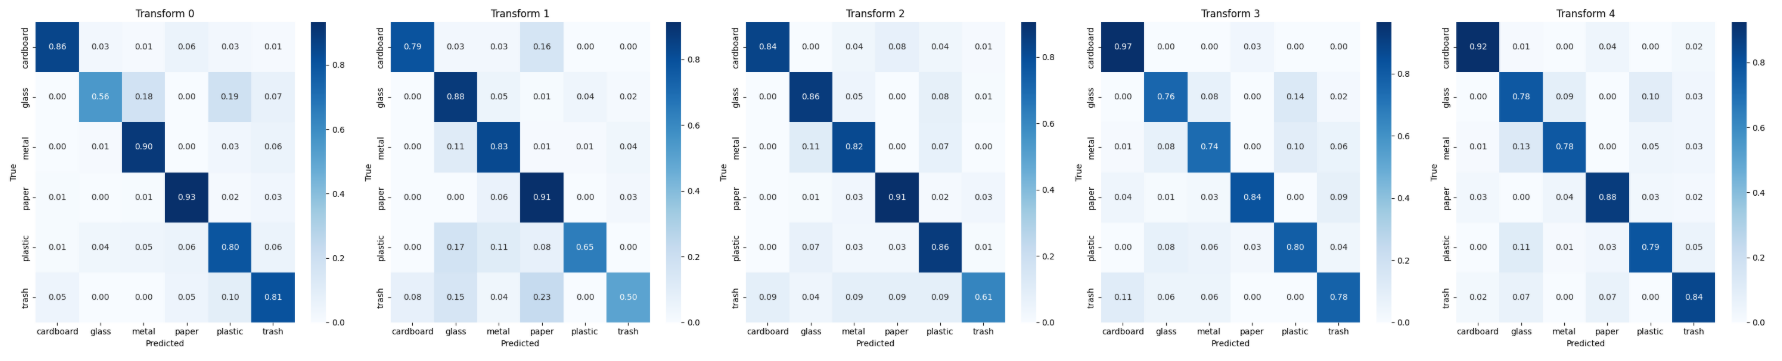 Transform 0
cardboard 0.86 0.03 0.01 0.06 0.03 0.01
glass 0.00 0.56 0.18 0.00 0.19 0.07
metal 0.00 0.01 0.90 0.00 0.03 0.06
paper 0.01 0.00 0.01 0.93 0.02 0.03
plastic 0.01 0.04 0.05 0.06 0.80 0.06
trash 0.05 0.00 0.00 0.05 0.10 0.81
cardboard glass metal paper plastic trash
Predicted
True
0.8
0.6
0.4
0.2
0.0
Transform 1
cardboard 0.79 0.03 0.03 0.16 0.00 0.00
glass 0.00 0.88 0.05 0.01 0.04 0.02
metal 0.00 0.11 0.83 0.01 0.01 0.04
paper 0.00 0.00 0.06 0.91 0.00 0.03
plastic 0.00 0.17 0.11 0.08 0.65 0.00
trash 0.08 0.15 0.04 0.23 0.00 0.50
cardboard glass metal paper plastic trash
Predicted
True
0.8
0.6
0.4
0.2
0.0
Transform 2
cardboard 0.84 0.00 0.04 0.08 0.04 0.01
glass 0.00 0.86 0.05 0.00 0.08 0.01
metal 0.00 0.11 0.82 0.00 0.07 0.00
paper 0.01 0.00 0.02 0.91 0.02 0.03
plastic 0.00 0.07 0.03 0.03 0.86 0.01
trash 0.09 0.04 0.09 0.09 0.09 0.61
cardboard glass metal paper plastic trash
Predicted
True
0.8
0.6
0.4
0.2
0.0
Transform 3
cardboard 0.97 0.00 0.00 0.03 0.00 0.00
glass 0.00 0.76 0.08 0.00 0.14 0.02
metal 0.01 0.08 0.74 0.00 0.10 0.06
paper 0.04 0.01 0.03 0.84 0.00 0.09
plastic 0.00 0.08 0.06 0.03 0.80 0.04
trash 0.11 0.06 0.06 0.00 0.00 0.78
cardboard glass metal paper plastic trash
Predicted
True
0.8
0.6
0.4
0.2
0.0
Transform 4
cardboard 0.92 0.01 0.00 0.04 0.00 0.02
glass 0.00 0.78 0.09 0.00 0.10 0.03
metal 0.01 0.13 0.78 0.00 0.05 0.03
paper 0.03 0.00 0.04 0.88 0.03 0.02
plastic 0.00 0.11 0.01 0.03 0.79 0.05
trash 0.02 0.07 0.00 0.07 0.00 0.84
cardboard glass metal paper plastic trash
Predicted
True
0.8
0.6
0.4
0.2
0.0